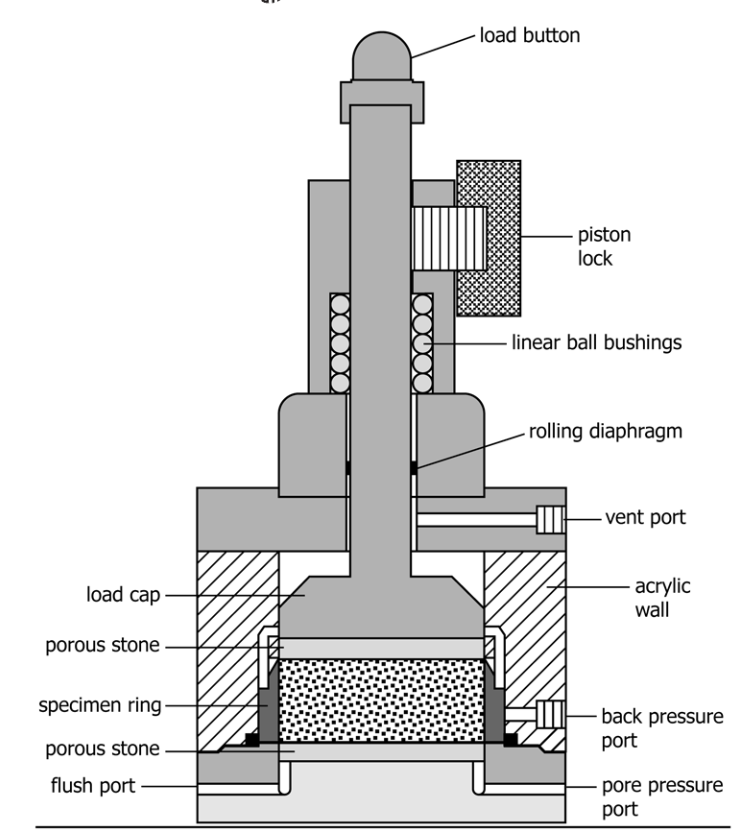 load button
piston
lock
linear ball bushings
rolling diaphragm
vent port
load cap
acrylic
wall
porous stone
specimen ring
back pressure
port
porous stone
flush port
pore pressure
port